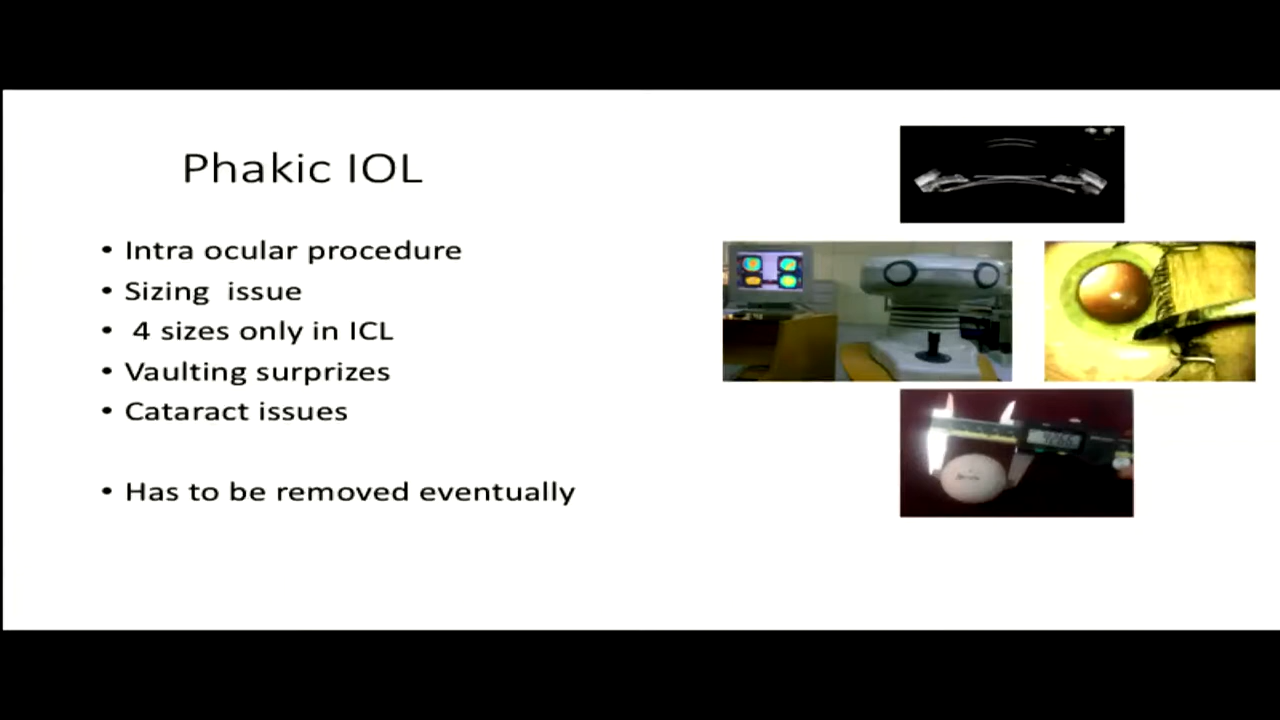 Phakic IOL
• Intra ocular procedure
• Sizing issue
• 4 sizes only in ICL
• Vaulting surprizes
• Cataract issues
• Has to be removed eventually